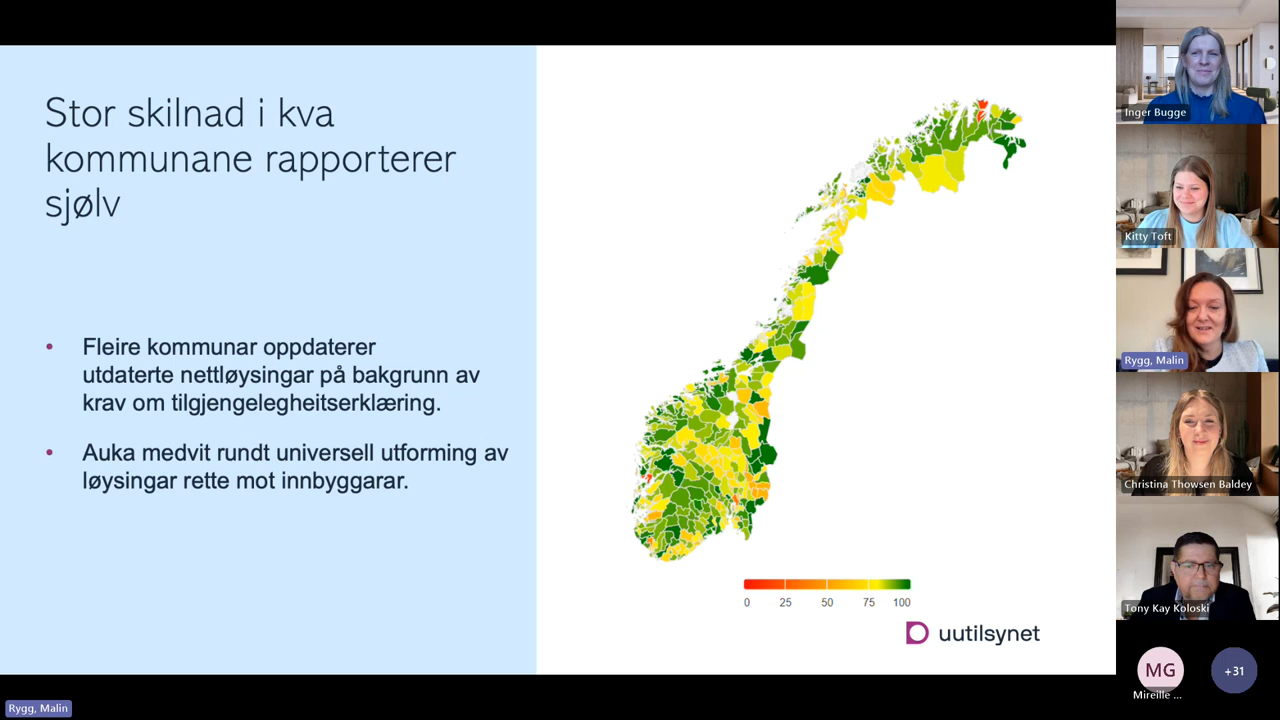 Stor skilnad i kva
kommunane rapporterer
sjølv
• Fleire kommunar oppdaterer
utdaterte nettløysingar på bakgrunn av
krav om tilgjengelegheitserklæring.
• Auka medvit rundt universell utforming av
løysingar rette mot innbyggarar.
0 25 50 75 100
uutilsynet
Rygg, Malin
Inger Bugge
Kitty Toft
Rygg, Malin
Christina Thowsen Baldey
Tony Kay Koloski
MG
Mireille ...
+31